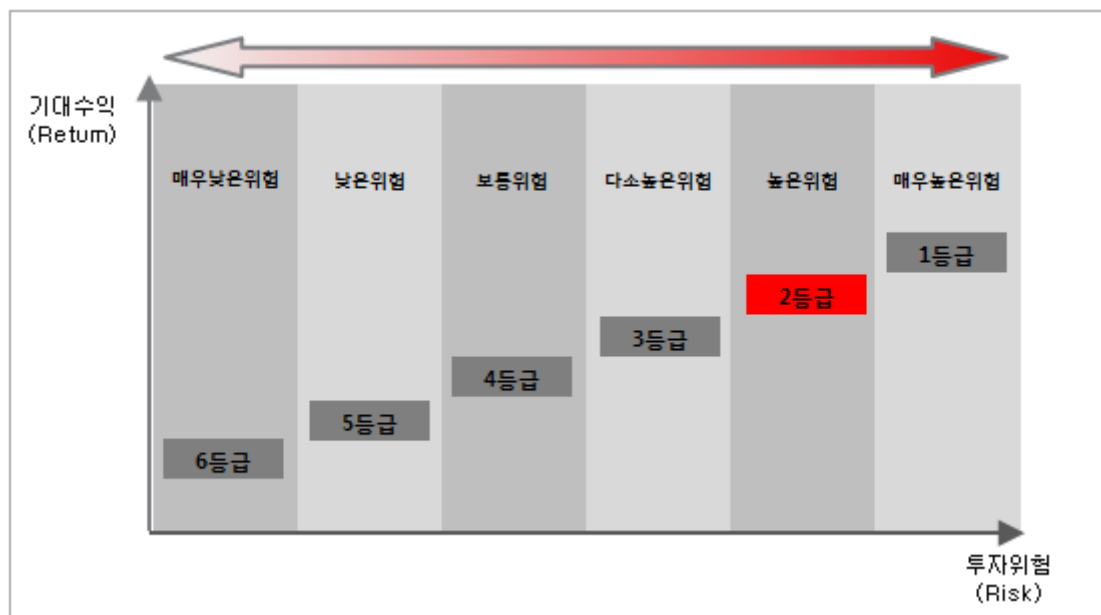 기대수익
(Retum)
매우낮은위험
낮은위험
보통위험
다소높은위험
높은위험
매우높은위험
1등급
2등급
3등급
4등급
5등급
6등급
투자위험
(Risk)